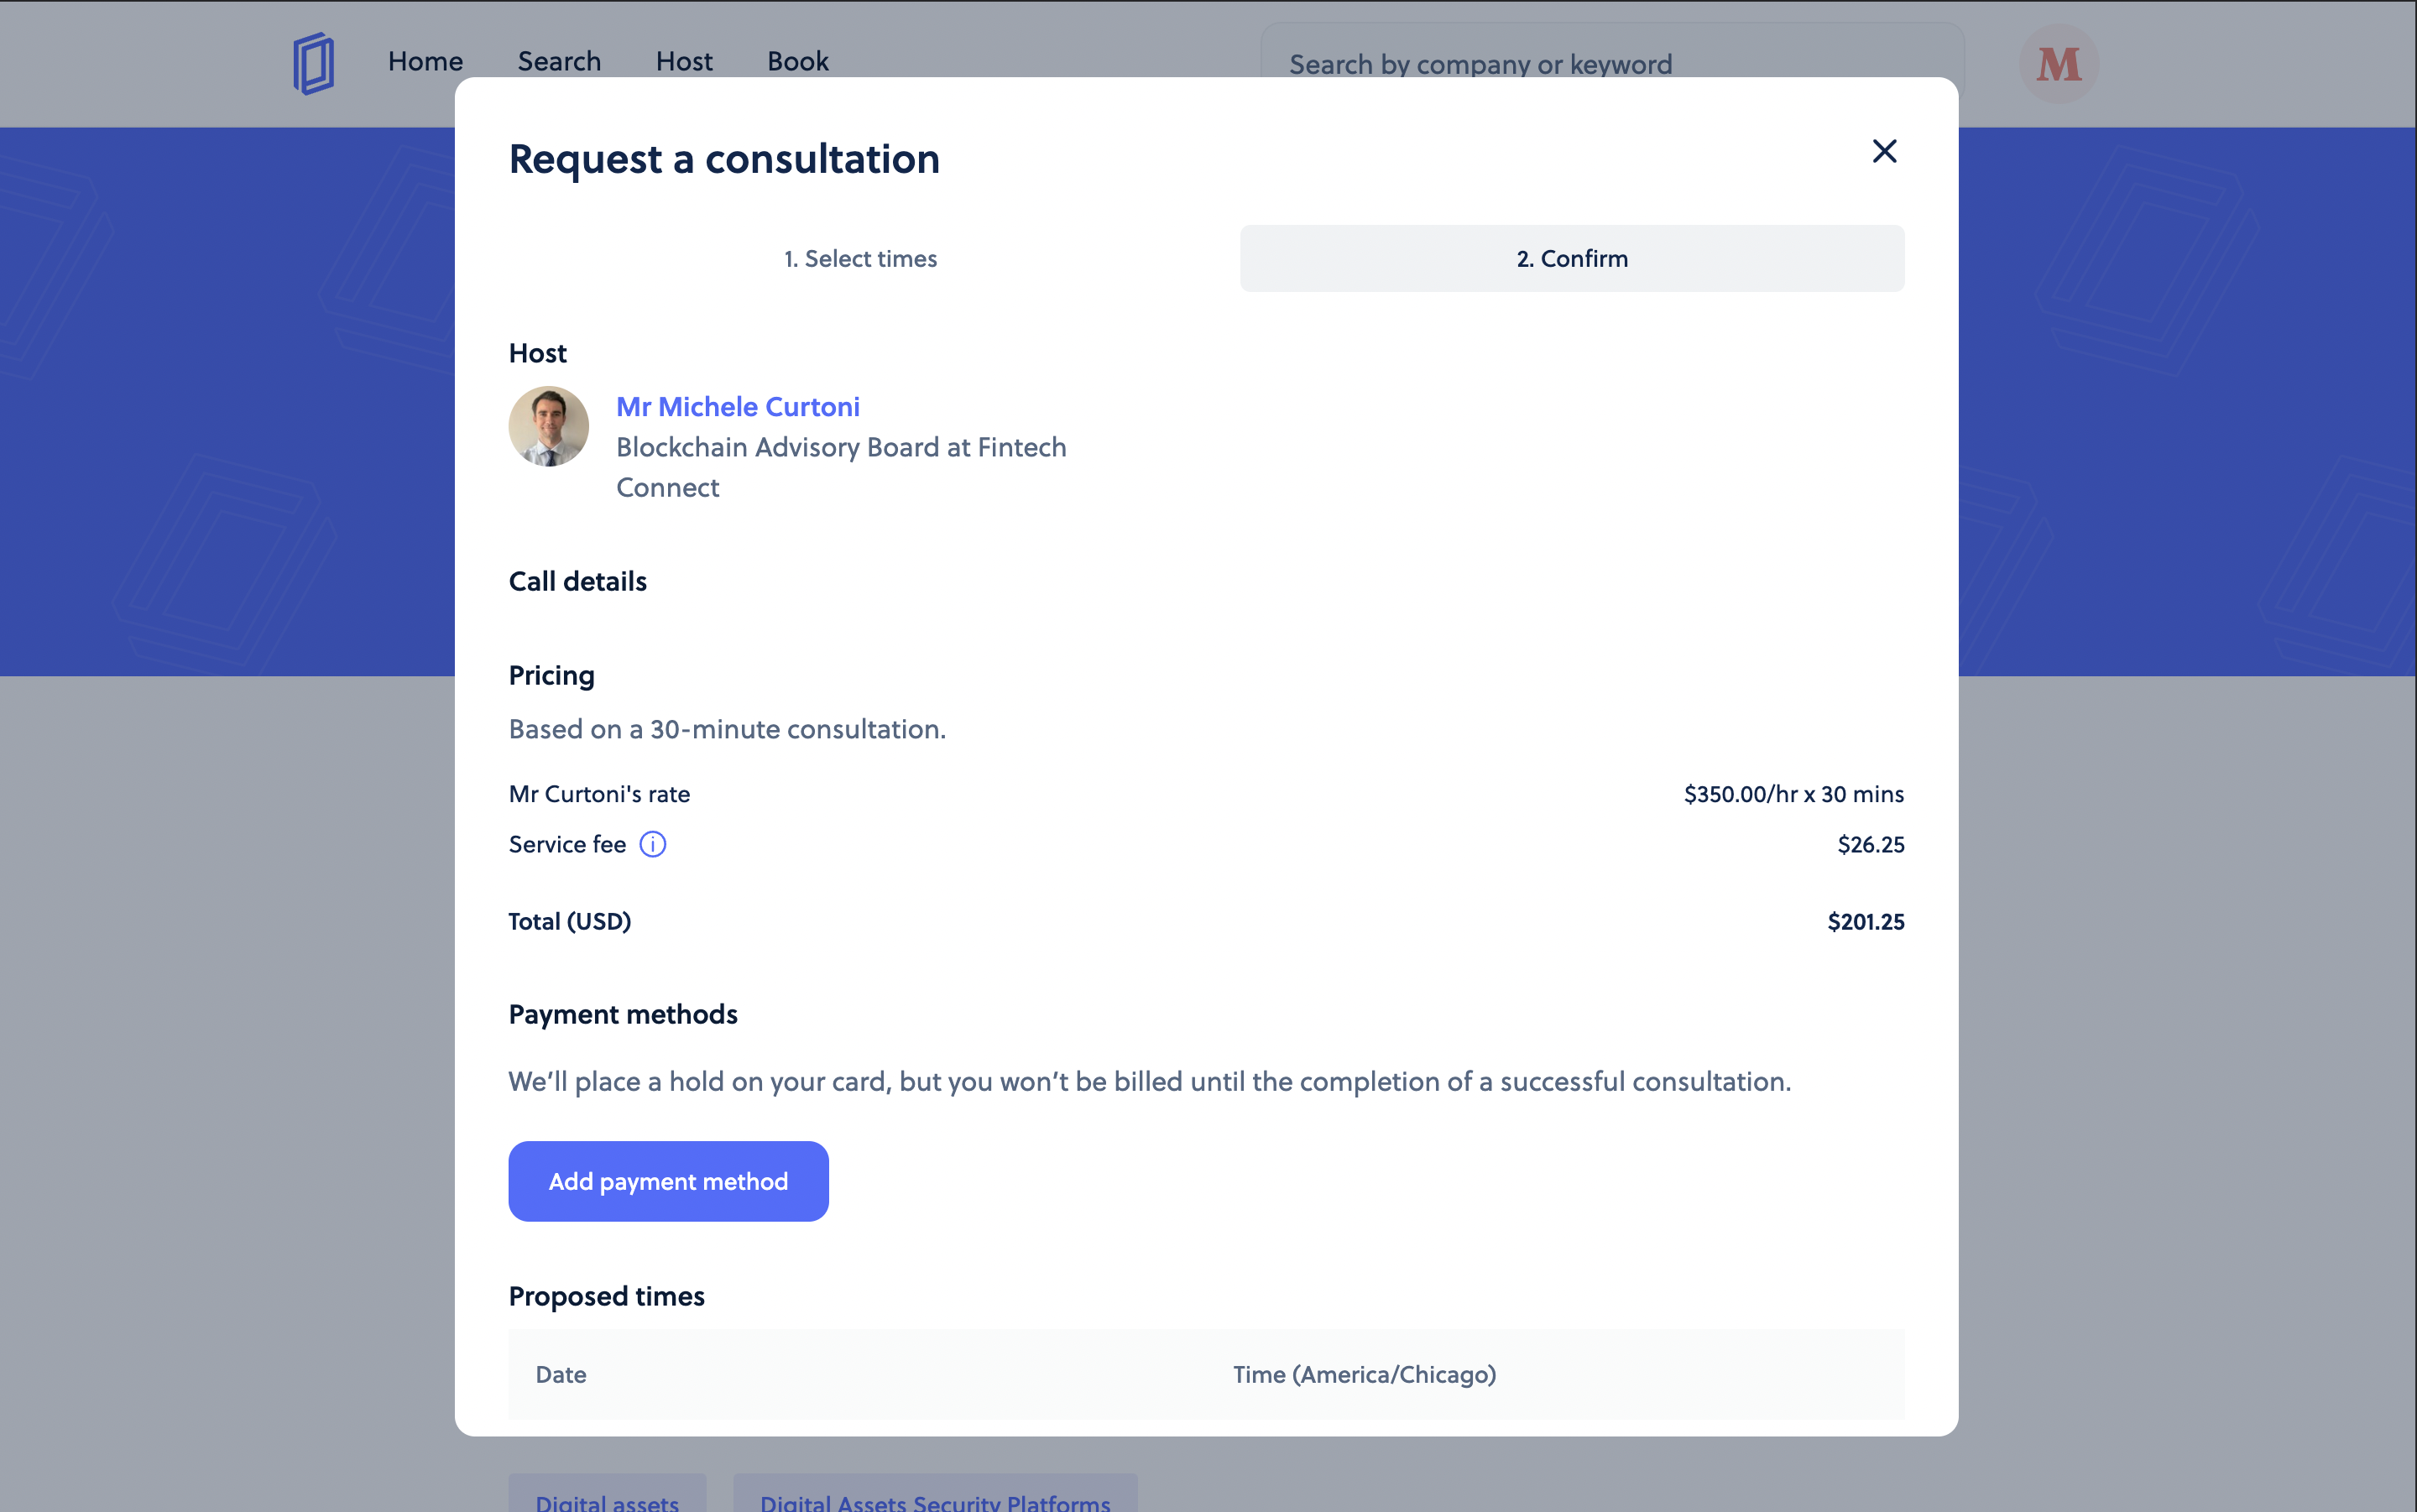 Home Search Host Book
Search by company or keyword
M
Request a consultation
1. Select times
2. Confirm
Host
Mr Michele Curtoni
Blockchain Advisory Board at Fintech
Connect
Call details
Pricing
Based on a 30-minute consultation.
Mr Curtoni's rate $350.00/hr x 30 mins
Service fee $26.25
Total (USD) $201.25
Payment methods
We’ll place a hold on your card, but you won’t be billed until the completion of a successful consultation.
Add payment method
Proposed times
Date Time (America/Chicago)
Digital assets Digital Assets Security Platforms